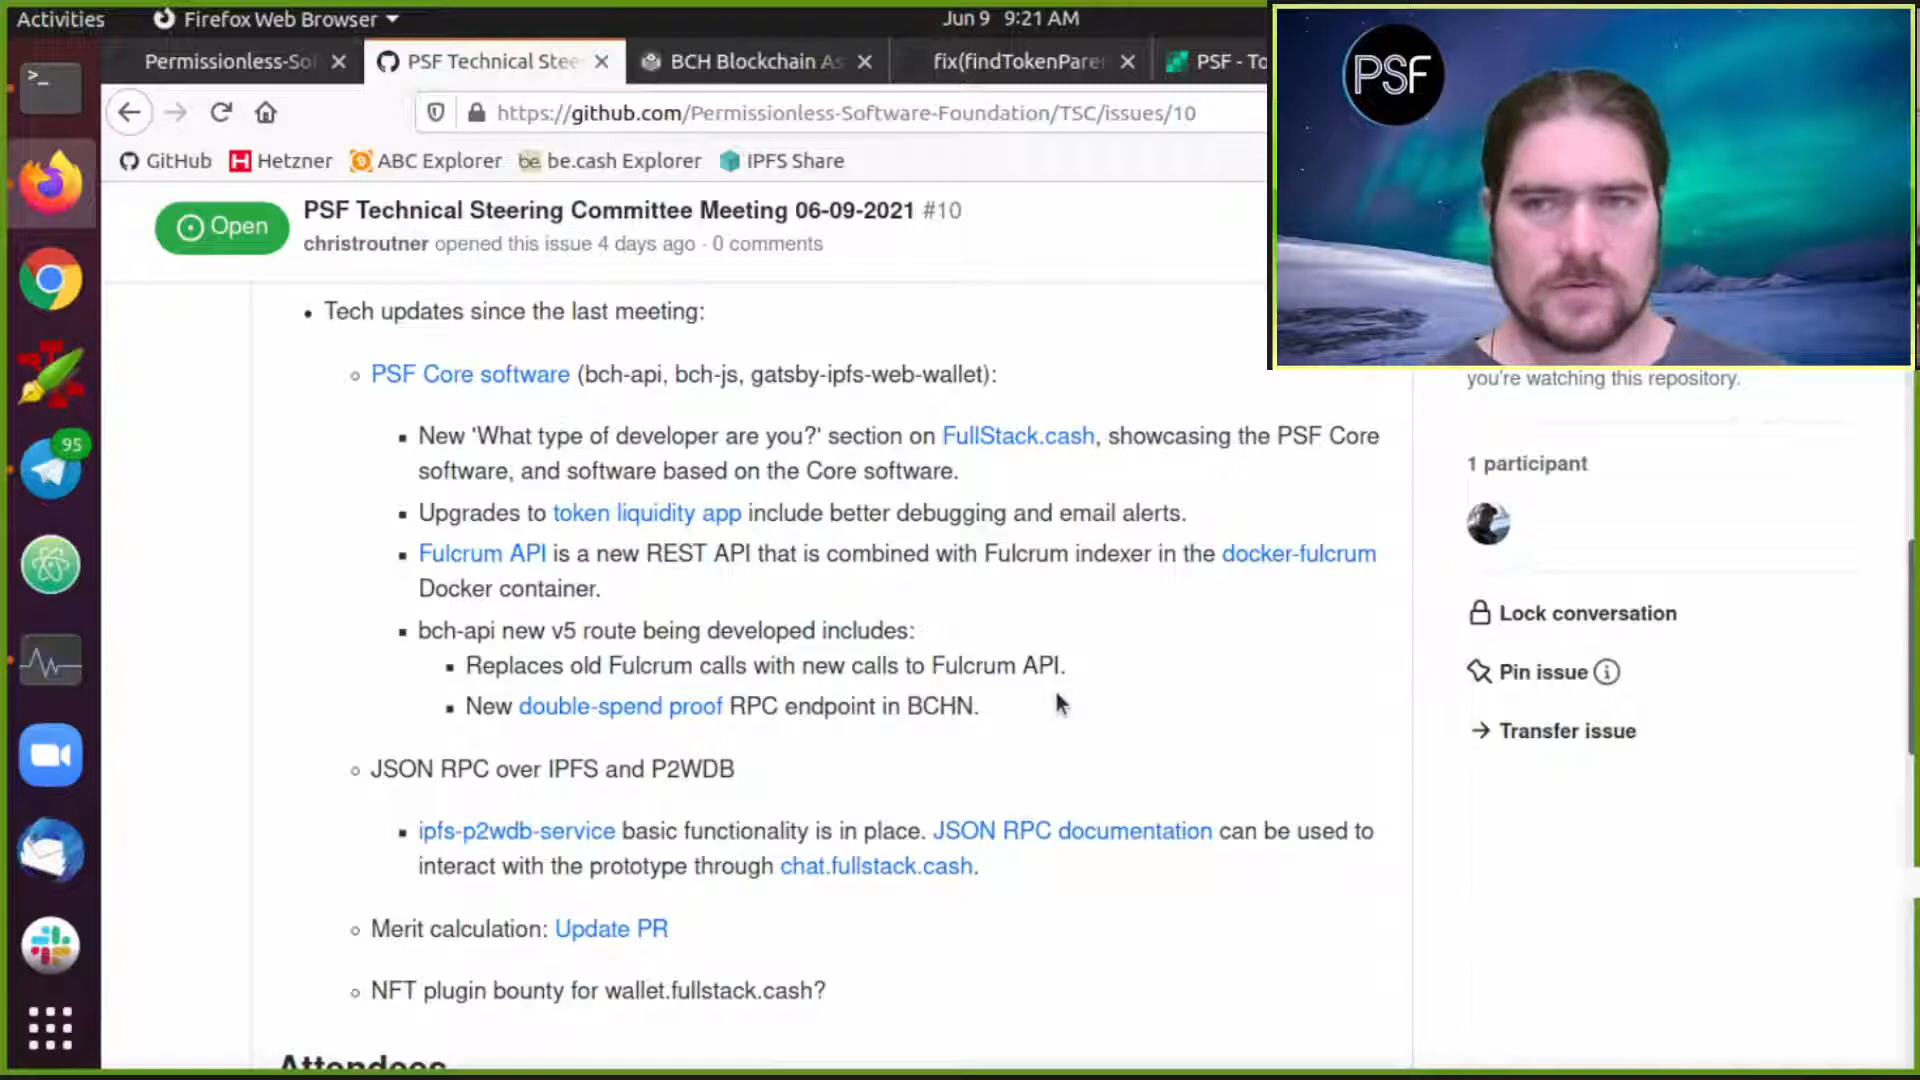 Activities
Firefox Web Browser
Jun 9 9:21 AM
Permissionless-So
PSF Technical Stee
BCH Blockchain As
fix(findTokenPare
PSF - To
https://github.com/Permissionless-Software-Foundation/TSC/issues/10
GitHub
Hetzner
ABC Explorer
be.cash Explorer
IPFS Share
PSF
Open
PSF Technical Steering Committee Meeting 06-09-2021 #10
christroutner opened this issue 4 days ago · 0 comments
Tech updates since the last meeting:
PSF Core software (bch-api, bch-js, gatsby-ipfs-web-wallet):
New 'What type of developer are you?' section on FullStack.cash, showcasing the PSF Core
software, and software based on the Core software.
Upgrades to token liquidity app include better debugging and email alerts.
Fulcrum API is a new REST API that is combined with Fulcrum indexer in the docker-fulcrum
Docker container.
bch-api new v5 route being developed includes:
Replaces old Fulcrum calls with new calls to Fulcrum API.
New double-spend proof RPC endpoint in BCHN.
JSON RPC over IPFS and P2WDB
ipfs-p2wdb-service basic functionality is in place. JSON RPC documentation can be used to
interact with the prototype through chat.fullstack.cash.
Merit calculation: Update PR
NFT plugin bounty for wallet.fullstack.cash?
Attendees
you're watching this repository.
1 participant
Lock conversation
Pin issue
Transfer issue
95